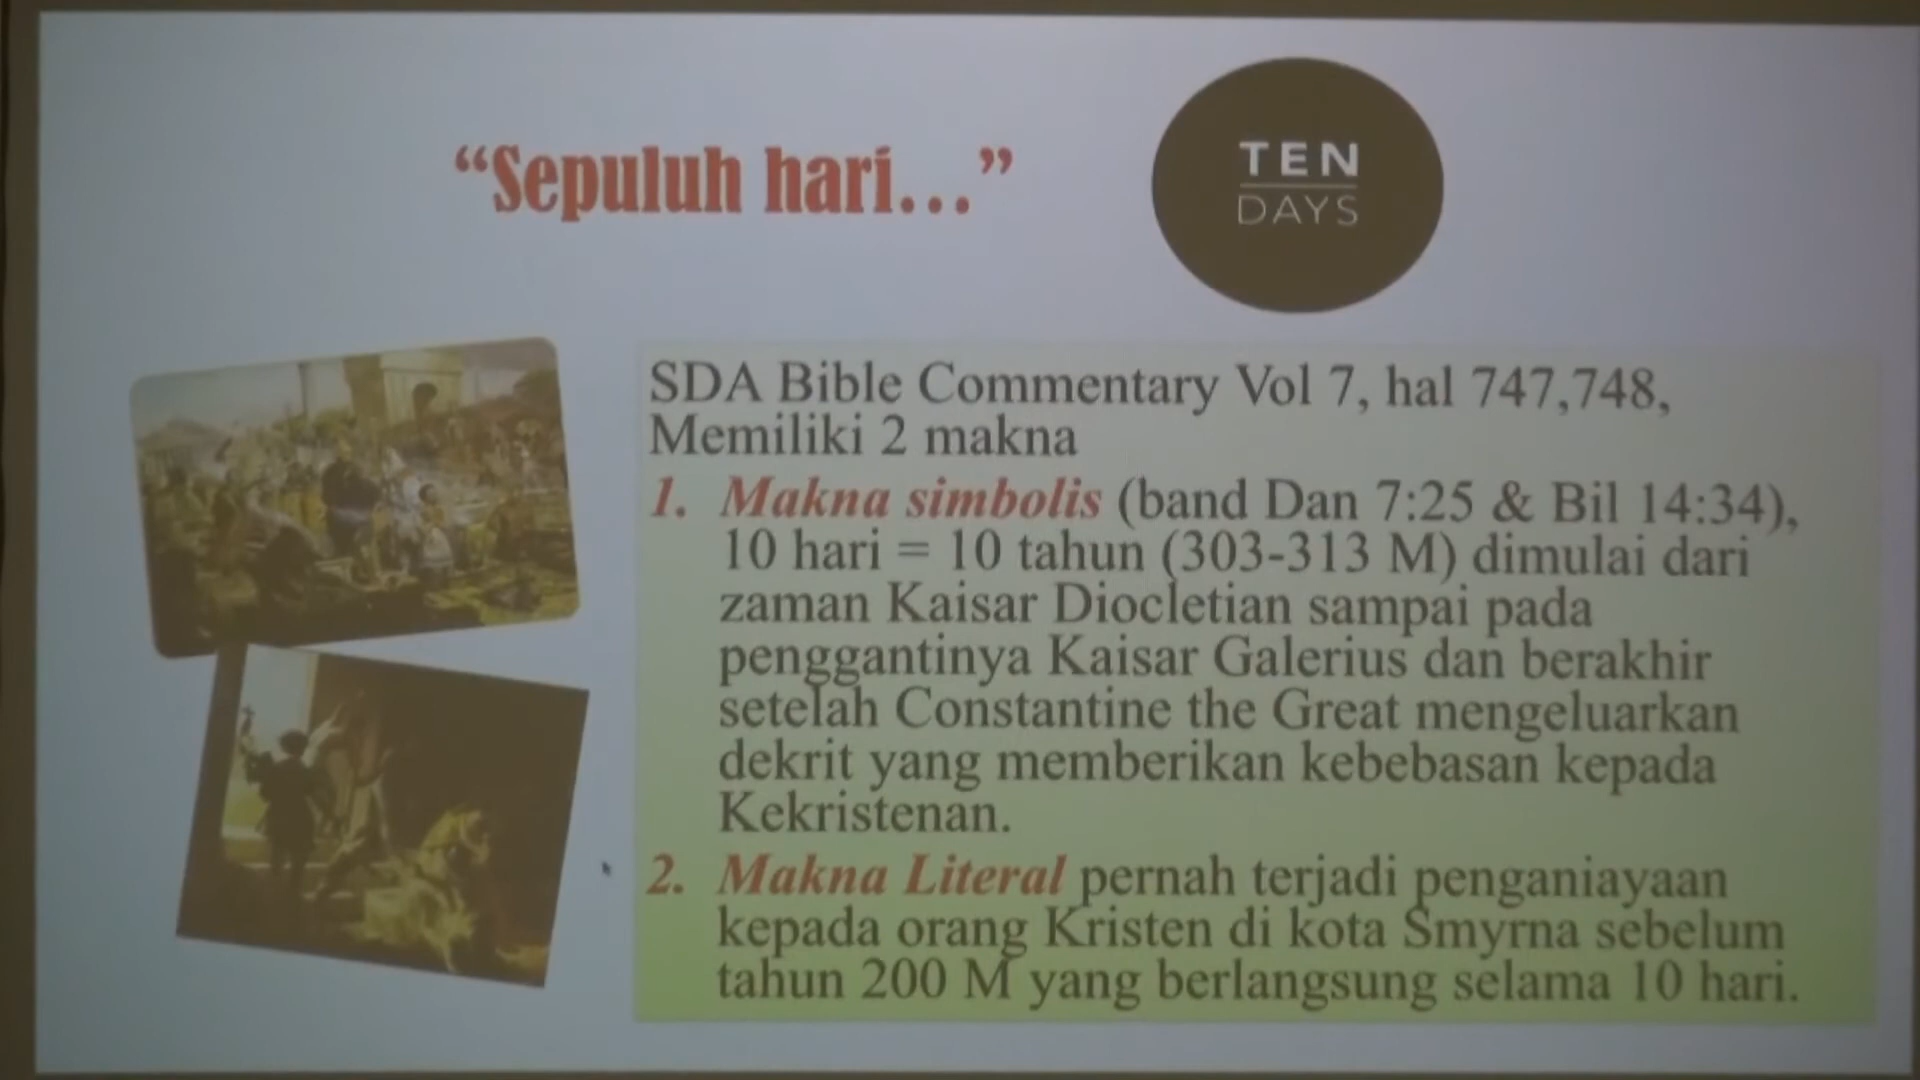 “Sepuluh hari...”
TEN
DAYS
SDA Bible Commentary Vol 7, hal 747,748,
Memiliki 2 makna
1. Makna simbolis (band Dan 7:25 & Bil 14:34),
10 hari = 10 tahun (303-313 M) dimulai dari
zaman Kaisar Diocletian sampai pada
penggantinya Kaisar Galerius dan berakhir
setelah Constantine the Great mengeluarkan
dekrit yang memberikan kebebasan kepada
Kekristenan.
2. Makna Literal pernah terjadi penganiayaan
kepada orang Kristen di kota Smyrna sebelum
tahun 200 M yang berlangsung selama 10 hari.